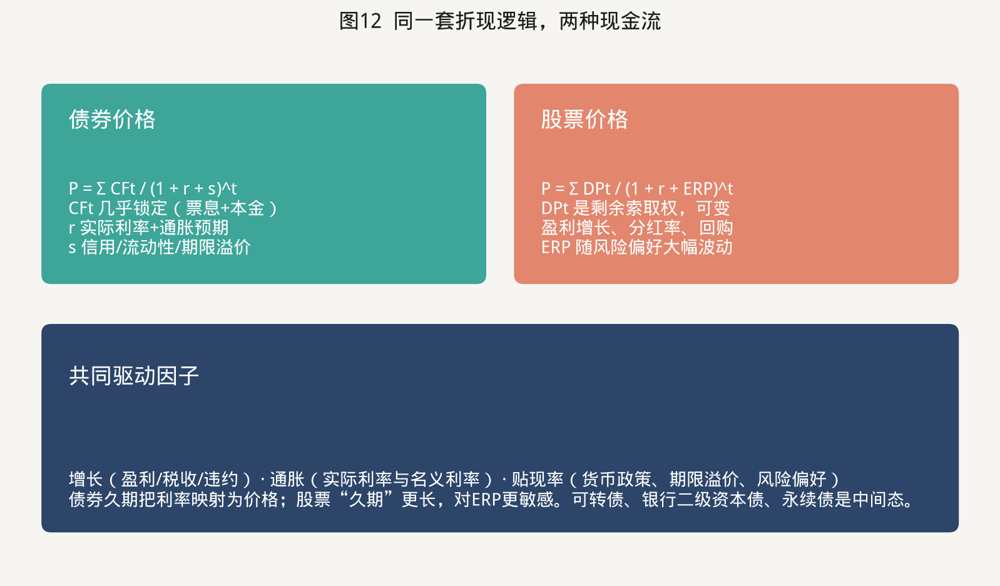 图12 同一套折现逻辑，两种现金流
债券价格
P = Σ CFt / (1 + r + s)^t
CFt 几乎锁定（票息+本金）
r 实际利率+通胀预期
s 信用/流动性/期限溢价
股票价格
P = Σ DPt / (1 + r + ERP)^t
DPt 是剩余索取权，可变
盈利增长、分红率、回购
ERP 随风险偏好大幅波动
共同驱动因子
增长（盈利/税收/违约）· 通胀（实际利率与名义利率）· 贴现率（货币政策、期限溢价、风险偏好）
债券久期把利率映射为价格；股票“久期”更长，对ERP更敏感。可转债、银行二级资本债、永续债是中间态。